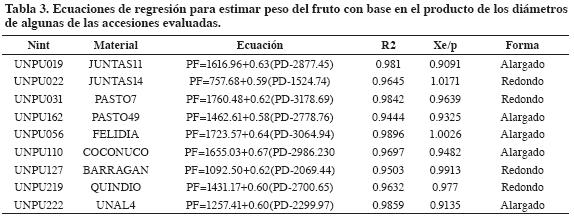 Tabla 3. Ecuaciones de regresión para estimar peso del fruto con base en el producto de los diámetros
de algunas de las accesiones evaluadas.
Nint Material Ecuación R2 Xe/p Forma
UNPU019 JUNTAS11 PF=1616.96+0.63(PD-2877.45) 0.981 0.9091 Alargado
UNPU022 JUNTAS14 PF=757.68+0.59(PD-1524.74) 0.9645 1.0171 Redondo
UNPU031 PASTO7 PF=1760.48+0.62(PD-3178.69) 0.9842 0.9639 Redondo
UNPU162 PASTO49 PF=1462.61+0.58(PD-2778.76) 0.9444 0.9325 Alargado
UNPU056 FELIDIA PF=1723.57+0.64(PD-3064.94) 0.9896 1.0026 Alargado
UNPU110 COCONUCO PF=1655.03+0.67(PD-2986.230 0.9697 0.9482 Alargado
UNPU127 BARRAGAN PF=1092.50+0.62(PD-2069.44) 0.9503 0.9913 Redondo
UNPU219 QUINDIO PF=1431.17+0.60(PD-2700.65) 0.9632 0.977 Redondo
UNPU222 UNAL4 PF=1257.41+0.60(PD-2299.97) 0.9859 0.9135 Alargado